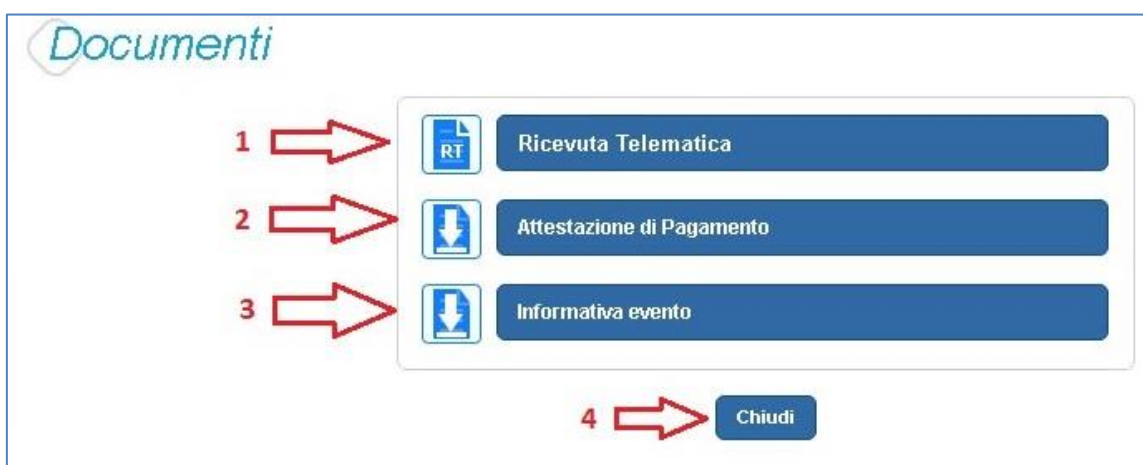 Documenti
1 RT Ricevuta Telematica
2 Attestazione di Pagamento
3 Informativa evento
4 Chiudi